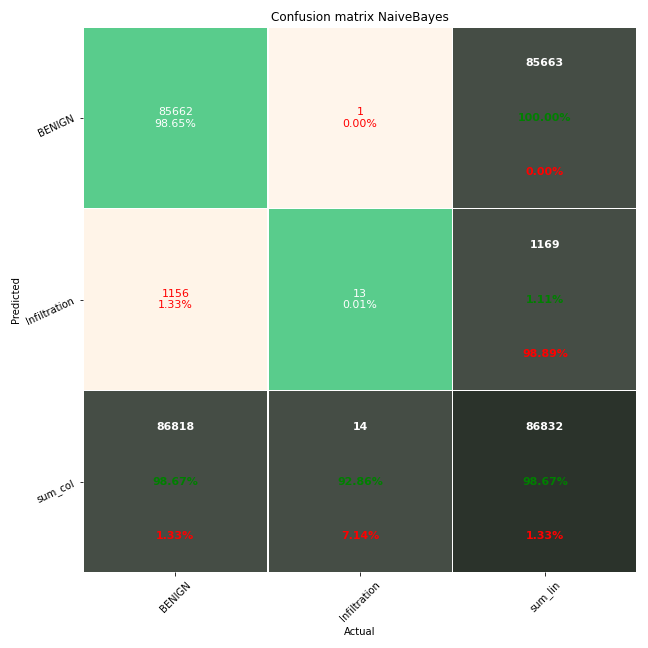 Confusion matrix NaiveBayes
BENIGN
85662
98.65%
1
0.00%
85663
100.00%
0.00%
Predicted
Infiltration
1156
1.33%
13
0.01%
1169
1.11%
98.89%
sum_col
86818
98.67%
1.33%
14
92.86%
7.14%
86832
98.67%
1.33%
BENIGN
Infiltration
sum_lin
Actual